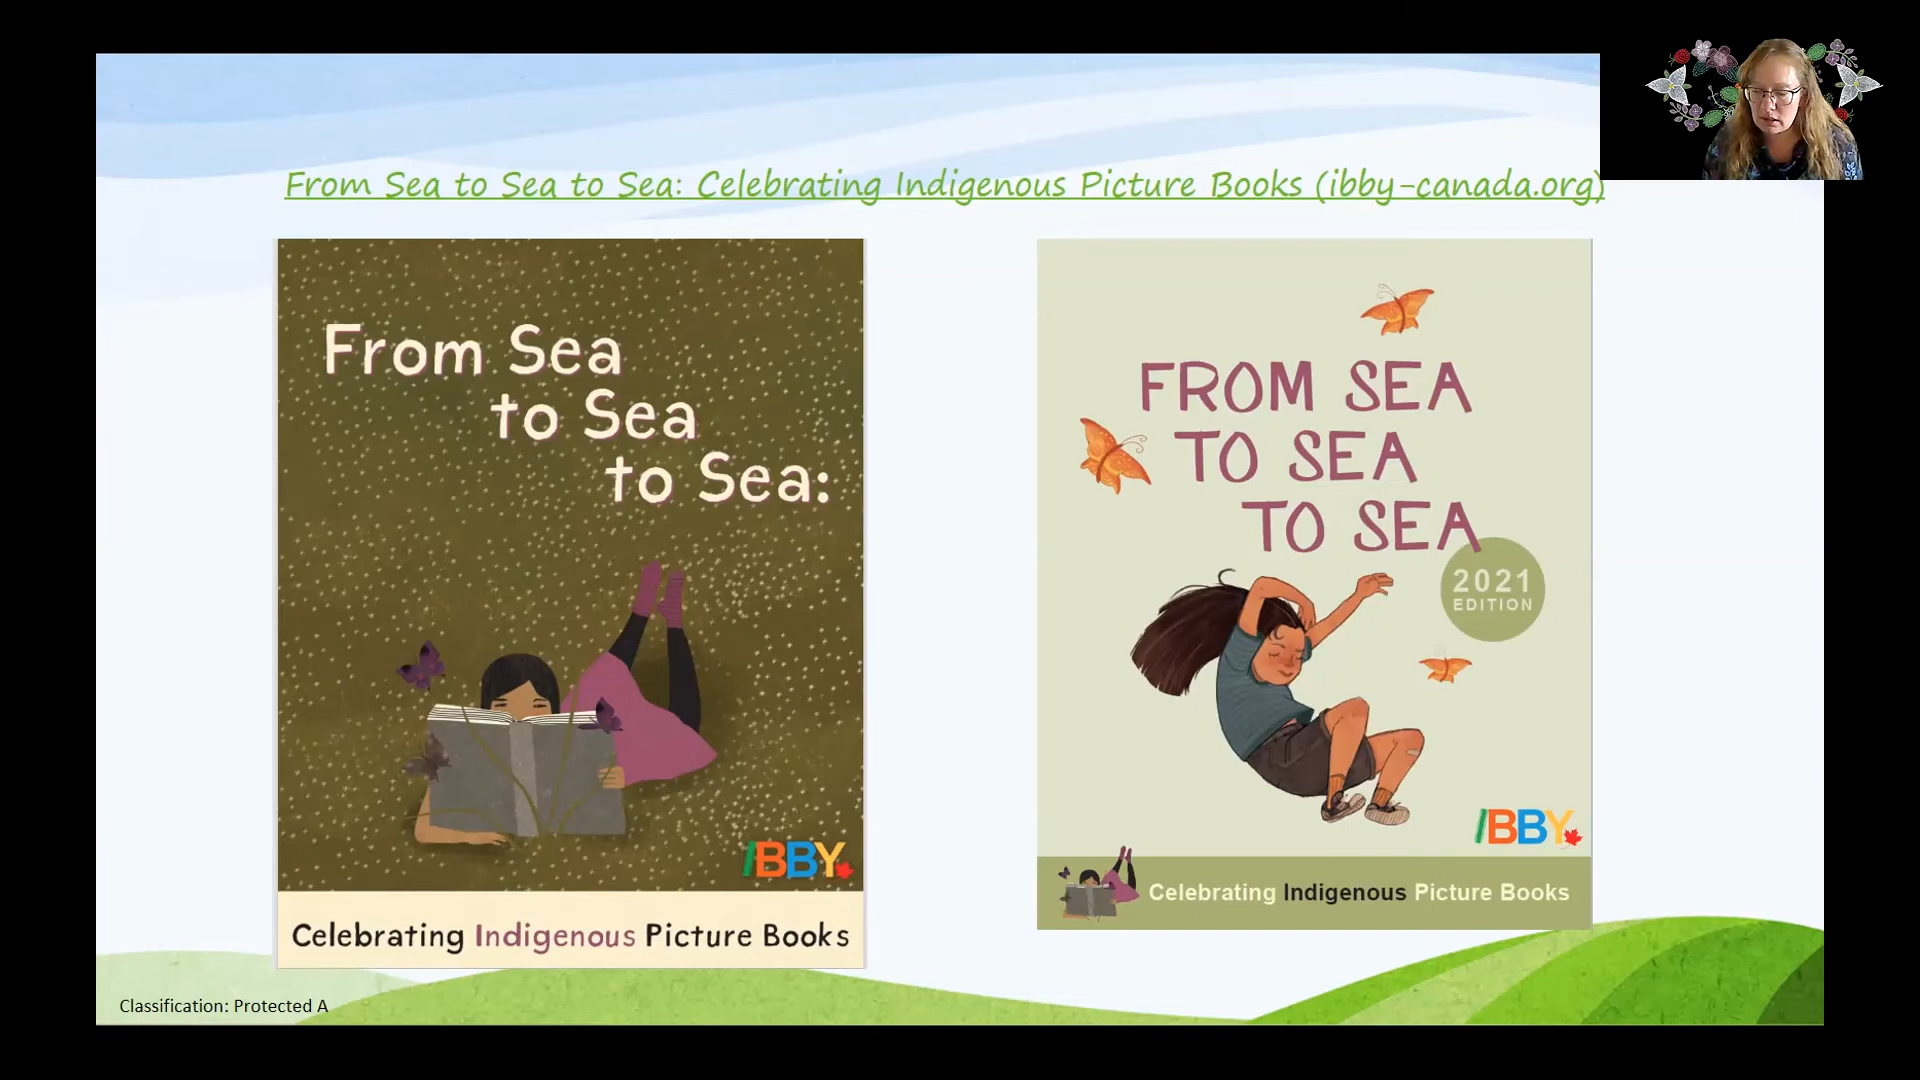 From Sea to Sea to Sea: Celebrating Indigenous Picture Books (ibby-canada.org)
From Sea
to Sea
to Sea:
IBBY
Celebrating Indigenous Picture Books
FROM SEA
TO SEA
TO SEA
2021
EDITION
IBBY
Celebrating Indigenous Picture Books
Classification: Protected A